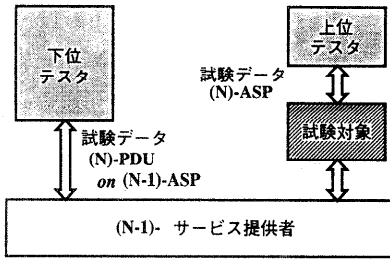 下位
テスタ
上位
テスタ
試験データ
(N)-ASP
試験対象
試験データ
(N)-PDU
on (N-1)-ASP
(N-1)- サービス提供者